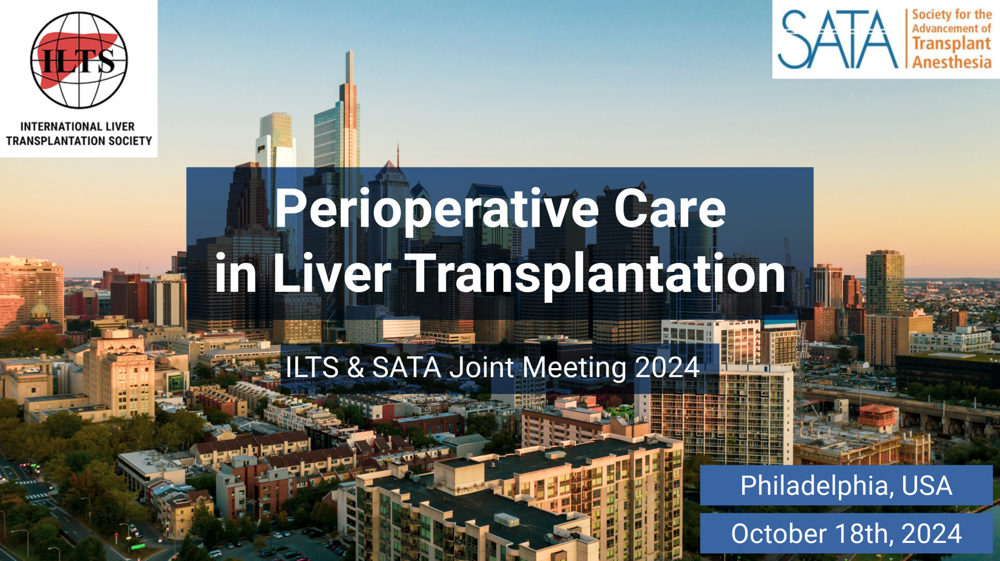 ILTS
INTERNATIONAL LIVER
TRANSPLANTATION SOCIETY
SATA
Society for the
Advancement of
Transplant
Anesthesia
Perioperative Care
in Liver Transplantation
ILTS & SATA Joint Meeting 2024
Philadelphia, USA
October 18th, 2024